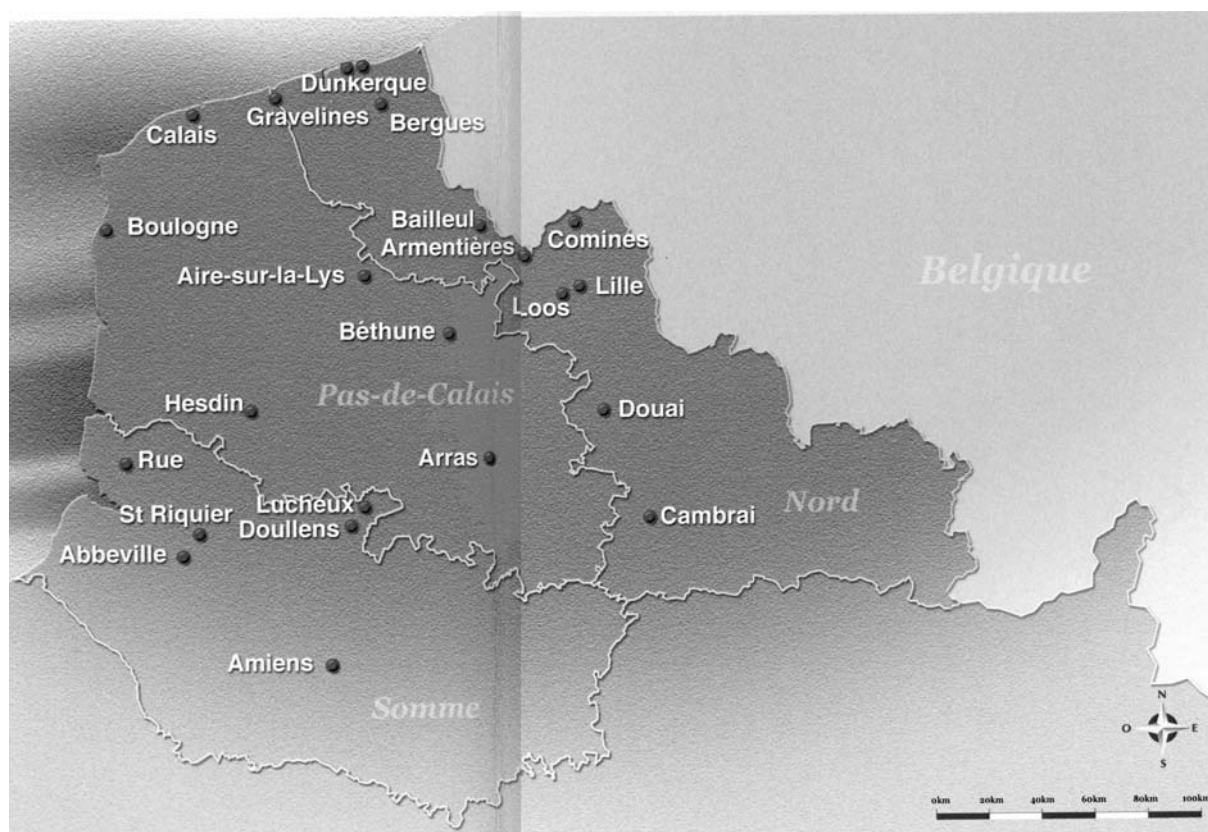 Dunkerque
Gravelines
Bergues
Calais
Boulogne
Bailleul
Armentières
Comines
Aire-sur-la-Lys
Lille
Loos
Béthune
Pas-de-Calais
Belgique
Hesdin
Douai
Rue
Arras
Nord
Lucheux
St Riquier
Doullens
Cambrai
Abbeville
Amiens
Somme
N
O E
S
0km 20km 40km 60km 80km 100km